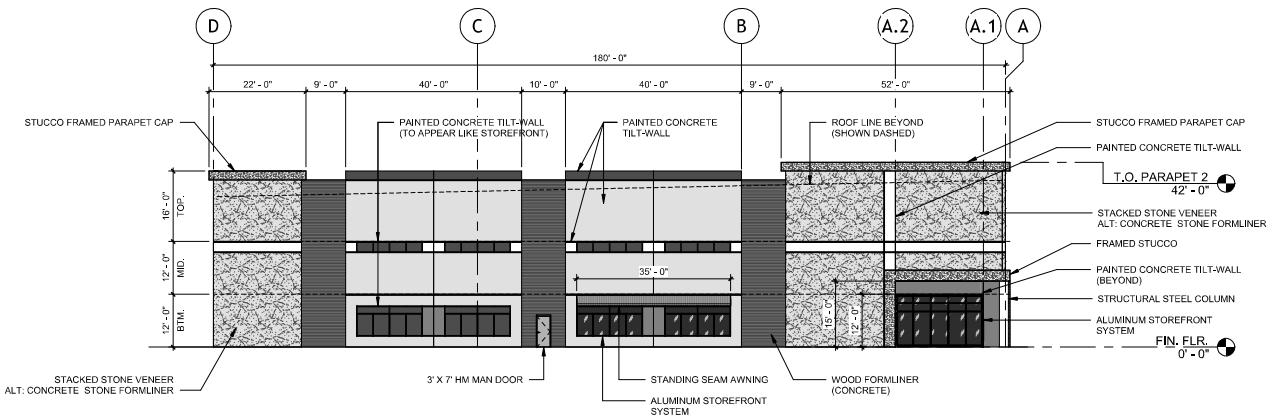 D
C
B
A.2
A.1
A
180' - 0"
22' - 0"
9' - 0"
40' - 0"
10' - 0"
40' - 0"
9' - 0"
52' - 0"
STUCCO FRAMED PARAPET CAP
PAINTED CONCRETE TILT-WALL
(TO APPEAR LIKE STOREFRONT)
PAINTED CONCRETE
TILT-WALL
ROOF LINE BEYOND
(SHOWN DASHED)
STUCCO FRAMED PARAPET CAP
PAINTED CONCRETE TILT-WALL
T.O. PARAPET 2
42' - 0"
16' - 0"
TOP.
STACKED STONE VENEER
ALT: CONCRETE STONE FORMLINER
FRAMED STUCCO
12' - 0"
MID.
35' - 0"
PAINTED CONCRETE TILT-WALL
(BEYOND)
STRUCTURAL STEEL COLUMN
12' - 0"
BTM.
15' - 0"
12' - 0"
ALUMINUM STOREFRONT
SYSTEM
FIN. FLR.
0' - 0"
STACKED STONE VENEER
ALT: CONCRETE STONE FORMLINER
3' X 7' HM MAN DOOR
STANDING SEAM AWNING
WOOD FORMLINER
(CONCRETE)
ALUMINUM STOREFRONT
SYSTEM